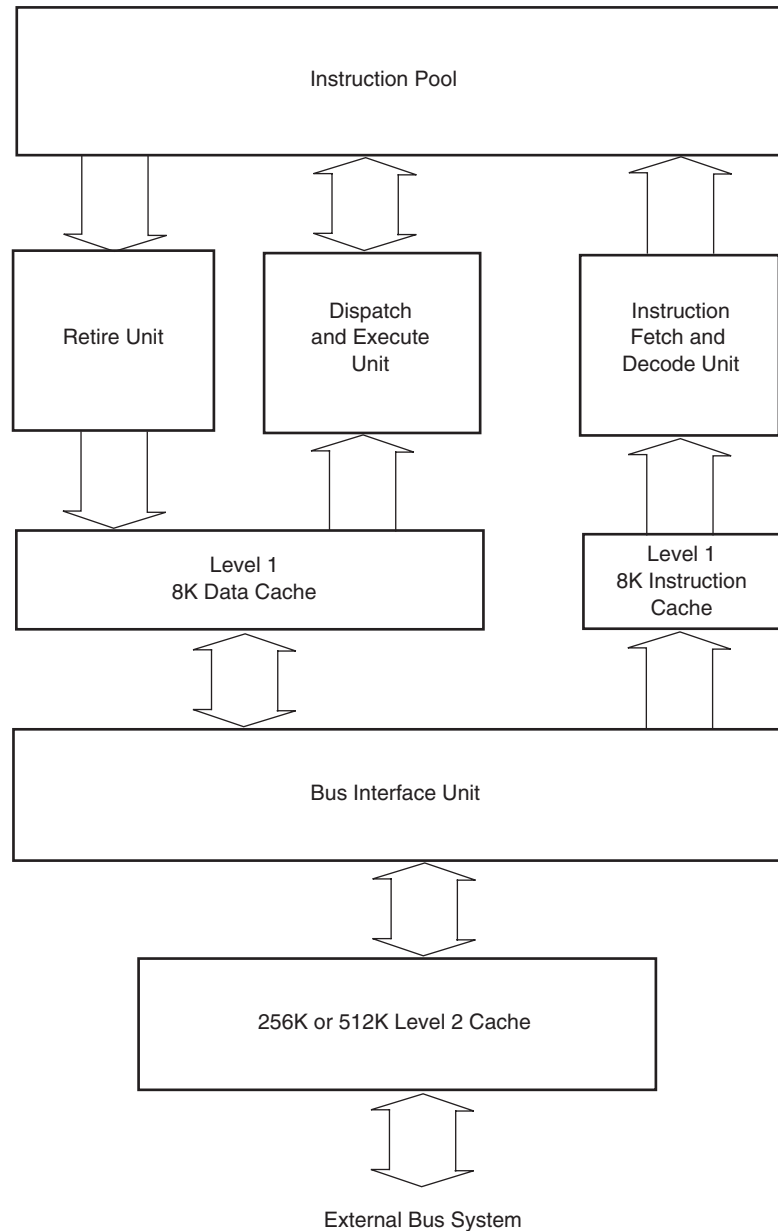 Instruction Pool
Retire Unit
Dispatch
and Execute
Unit
Instruction
Fetch and
Decode Unit
Level 1
8K Data Cache
Level 1
8K Instruction
Cache
Bus Interface Unit
256K or 512K Level 2 Cache
External Bus System